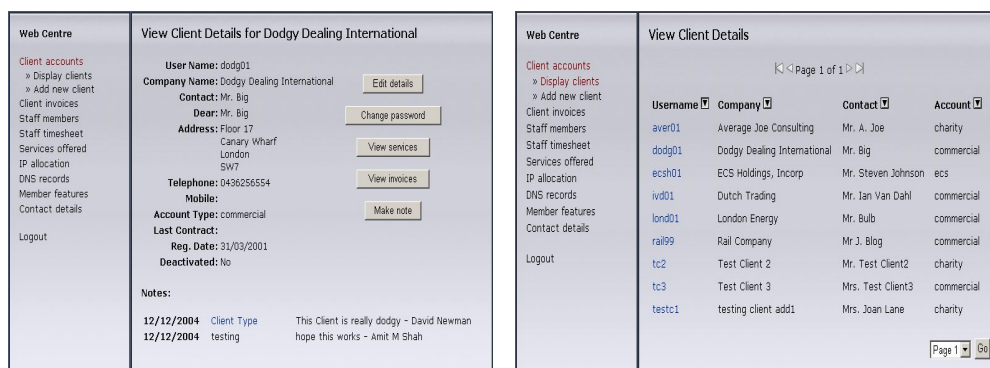 Web Centre
Client accounts
» Display clients
» Add new client
Client invoices
Staff members
Staff timesheet
Services offered
IP allocation
DNS records
Member features
Contact details
Logout
View Client Details for Dodgy Dealing International
User Name: dodg01
Company Name: Dodgy Dealing International
Contact: Mr. Big
Dear: Mr. Big
Address: Floor 17
Canary Wharf
London
SW7
Telephone: 0436256554
Mobile:
Account Type: commercial
Last Contract:
Reg. Date: 31/03/2001
Deactivated: No
Edit details
Change password
View services
View invoices
Make note
Notes:
12/12/2004 Client Type This Client is really dodgy - David Newman
12/12/2004 testing hope this works - Amit M Shah
Web Centre
Client accounts
» Display clients
» Add new client
Client invoices
Staff members
Staff timesheet
Services offered
IP allocation
DNS records
Member features
Contact details
Logout
View Client Details
Page 1 of 1
Username Company Contact Account
aver01 Average Joe Consulting Mr. A. Joe charity
dodg01 Dodgy Dealing International Mr. Big commercial
ecsh01 ECS Holdings, Incorp Mr. Steven Johnson ecs
ivd01 Dutch Trading Mr. Ian Van Dahl commercial
lond01 London Energy Mr. Bulb commercial
rail99 Rail Company Mr J. Blog commercial
tc2 Test Client 2 Mr. Test Client2 charity
tc3 Test Client 3 Mrs. Test Client3 commercial
testc1 testing client add1 Mrs. Joan Lane charity
Page 1 Go